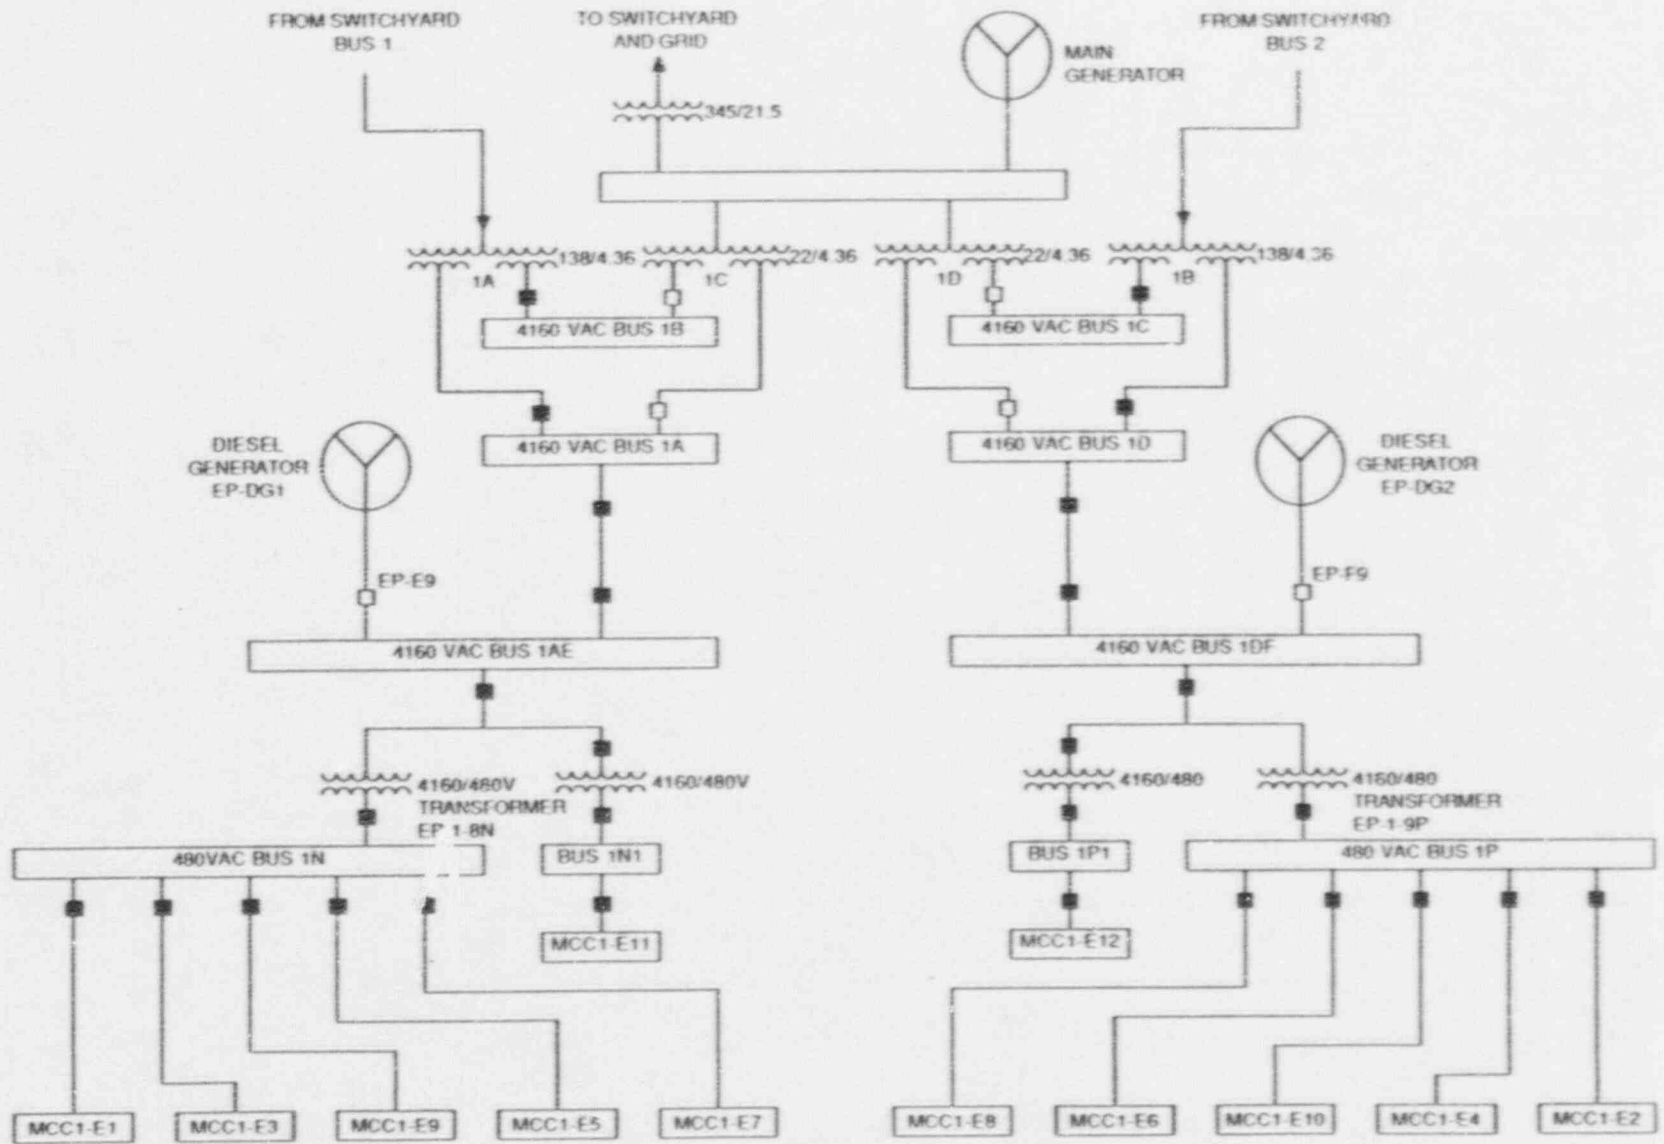 FROM SWITCHYARD
BUS 1
TO SWITCHYARD
AND GRID
MAIN
GENERATOR
FROM SWITCHYARD
BUS 2
345/21.5
138/4.36
22/4.36
22/4.36
138/4.36
1A
1C
1D
1B
4160 VAC BUS 1B
4160 VAC BUS 1C
4160 VAC BUS 1A
4160 VAC BUS 1D
DIESEL
GENERATOR
EP-DG1
DIESEL
GENERATOR
EP-DG2
EP-E9
EP-F9
4160 VAC BUS 1AE
4160 VAC BUS 1DF
4160/480V
TRANSFORMER
EP 1-8N
4160/480V
4160/480
4160/480
TRANSFORMER
EP-1-9P
480VAC BUS 1N
BUS 1N1
BUS 1P1
480 VAC BUS 1P
MCC1-E11
MCC1-E12
MCC1-E1
MCC1-E3
MCC1-E9
MCC1-E5
MCC1-E7
MCC1-E8
MCC1-E6
MCC1-E10
MCC1-E4
MCC1-E2